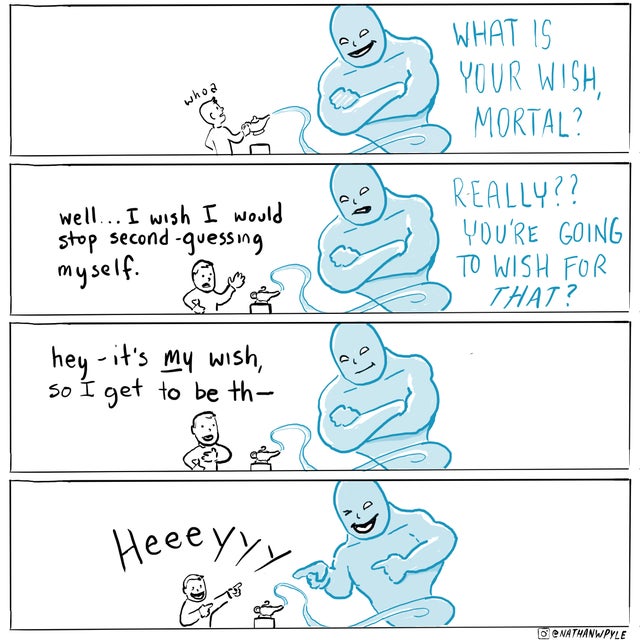 whoa
WHAT IS
YOUR WISH,
MORTAL?
well... I wish I would
stop second-guessing
myself.
REALLY??
YOU'RE GOING
TO WISH FOR
THAT?
hey - it's my wish,
so I get to be th—
Heeeyyy
@NATHANWPYLE